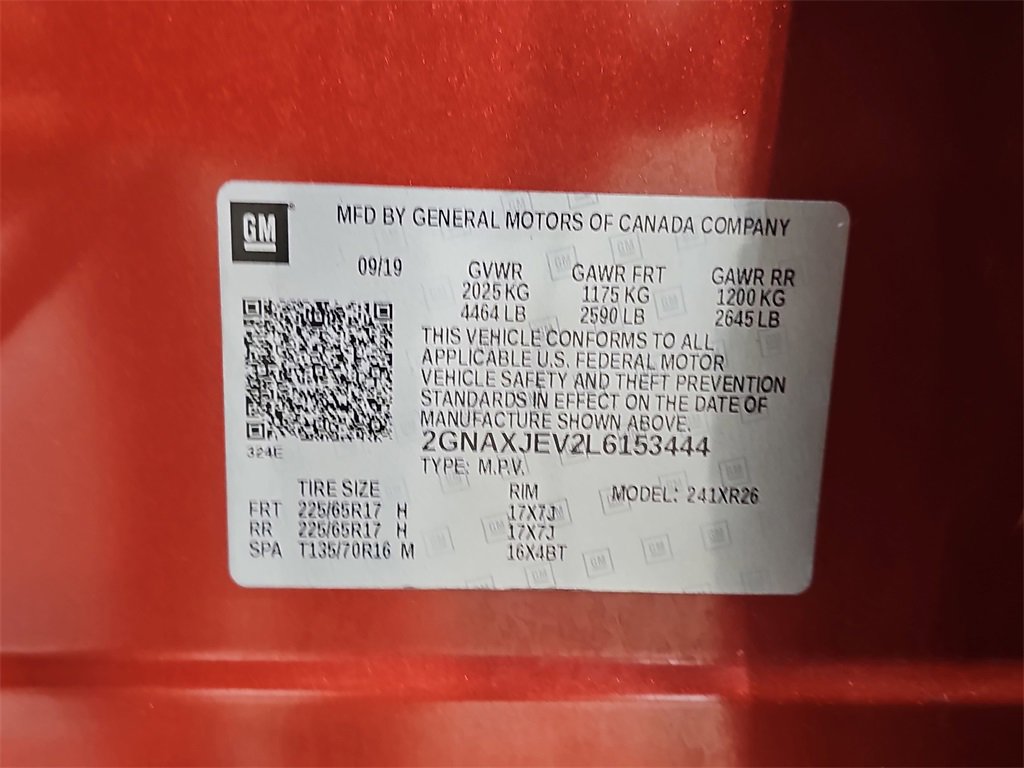 GM
MFD BY GENERAL MOTORS OF CANADA COMPANY
09/19 GVWR GAWR FRT GAWR RR
2025 KG 1175 KG 1200 KG
4464 LB 2590 LB 2645 LB
THIS VEHICLE CONFORMS TO ALL
APPLICABLE U.S. FEDERAL MOTOR
VEHICLE SAFETY AND THEFT PREVENTION
STANDARDS IN EFFECT ON THE DATE OF
MANUFACTURE SHOWN ABOVE.
2GNAXJEV2L6153444
324E
TYPE: M.P.V.
TIRE SIZE RIM MODEL: 241XR26
FRT 225/65R17 H 17X7J
RR 225/65R17 H 17X7J
SPA T135/70R16 M 16X4BT